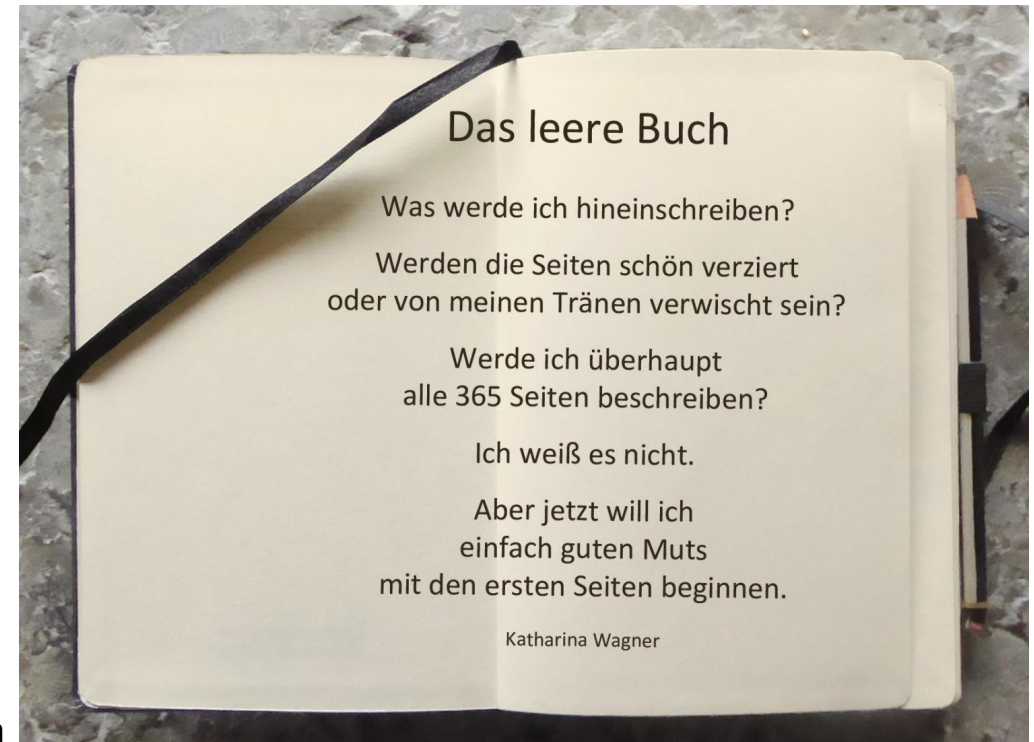 Das leere Buch
Was werde ich hineinschreiben?
Werden die Seiten schön verziert
oder von meinen Tränen verwischt sein?
Werde ich überhaupt
alle 365 Seiten beschreiben?
Ich weiß es nicht.
Aber jetzt will ich
einfach guten Muts
mit den ersten Seiten beginnen.
Katharina Wagner